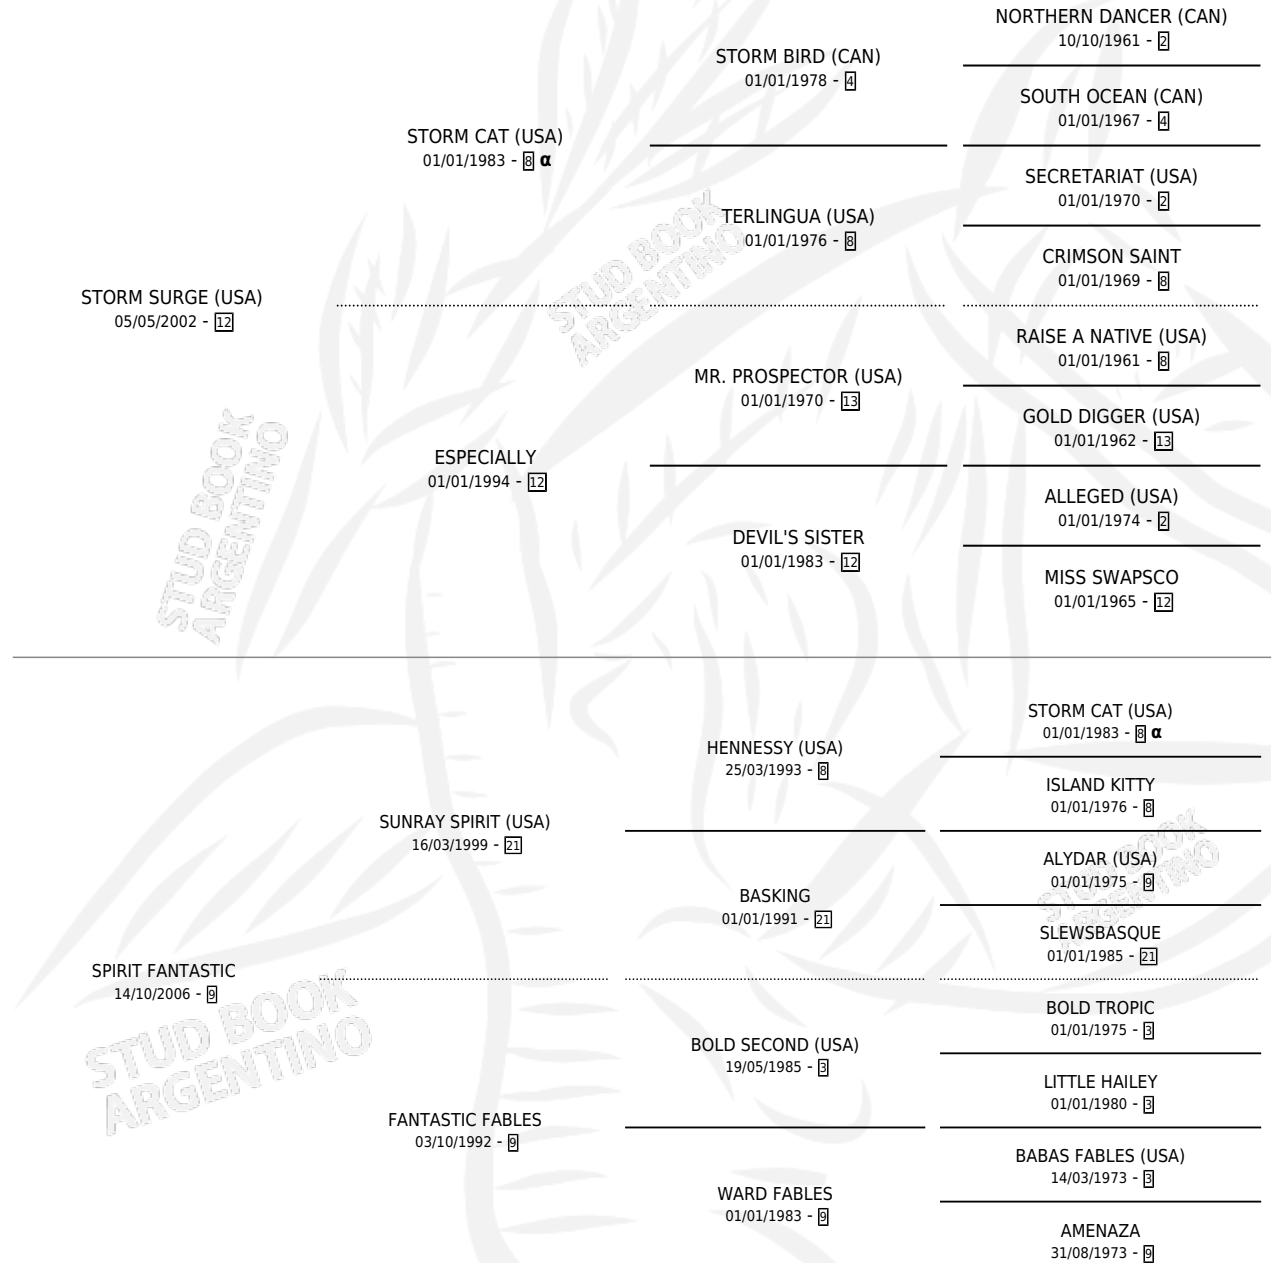 NORTHERN DANCER (CAN)
10/10/1961 - 2
STORM BIRD (CAN)
01/01/1978 - 4
SOUTH OCEAN (CAN)
01/01/1967 - 4
STORM CAT (USA)
01/01/1983 - 8 α
SECRETARIAT (USA)
01/01/1970 - 2
TERLINGUA (USA)
01/01/1976 - 8
CRIMSON SAINT
01/01/1969 - 8
STORM SURGE (USA)
05/05/2002 - 12
RAISE A NATIVE (USA)
01/01/1961 - 8
MR. PROSPECTOR (USA)
01/01/1970 - 13
GOLD DIGGER (USA)
01/01/1962 - 13
ESPECIALLY
01/01/1994 - 12
ALLEGED (USA)
01/01/1974 - 2
DEVIL'S SISTER
01/01/1983 - 12
MISS SWAPSCO
01/01/1965 - 12
STORM CAT (USA)
01/01/1983 - 8 α
HENNESSY (USA)
25/03/1993 - 8
ISLAND KITTY
01/01/1976 - 8
SUNRAY SPIRIT (USA)
16/03/1999 - 21
ALYDAR (USA)
01/01/1975 - 9
BASKING
01/01/1991 - 21
SLEWSBASQUE
01/01/1985 - 21
SPIRIT FANTASTIC
14/10/2006 - 9
BOLD TROPIC
01/01/1975 - 3
BOLD SECOND (USA)
19/05/1985 - 3
LITTLE HAILEY
01/01/1980 - 3
FANTASTIC FABLES
03/10/1992 - 9
BABAS FABLES (USA)
14/03/1973 - 3
WARD FABLES
01/01/1983 - 9
AMENAZA
31/08/1973 - 9
STUD BOOK
ARGENTINO
STUD BOOK
ARGENTINO
STUD BOOK
ARGENTINO
STUD BOOK
ARGENTINO